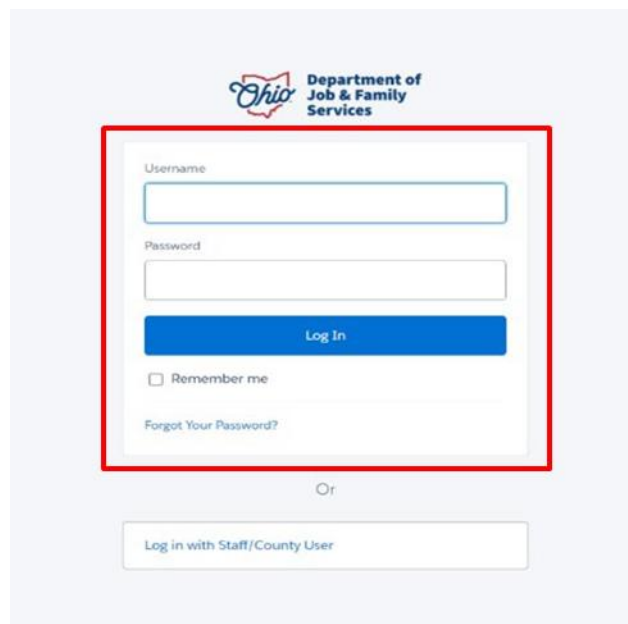 Ohio
Department of
Job & Family
Services
Username
Password
Log In
Remember me
Forgot Your Password?
Or
Log in with Staff/County User